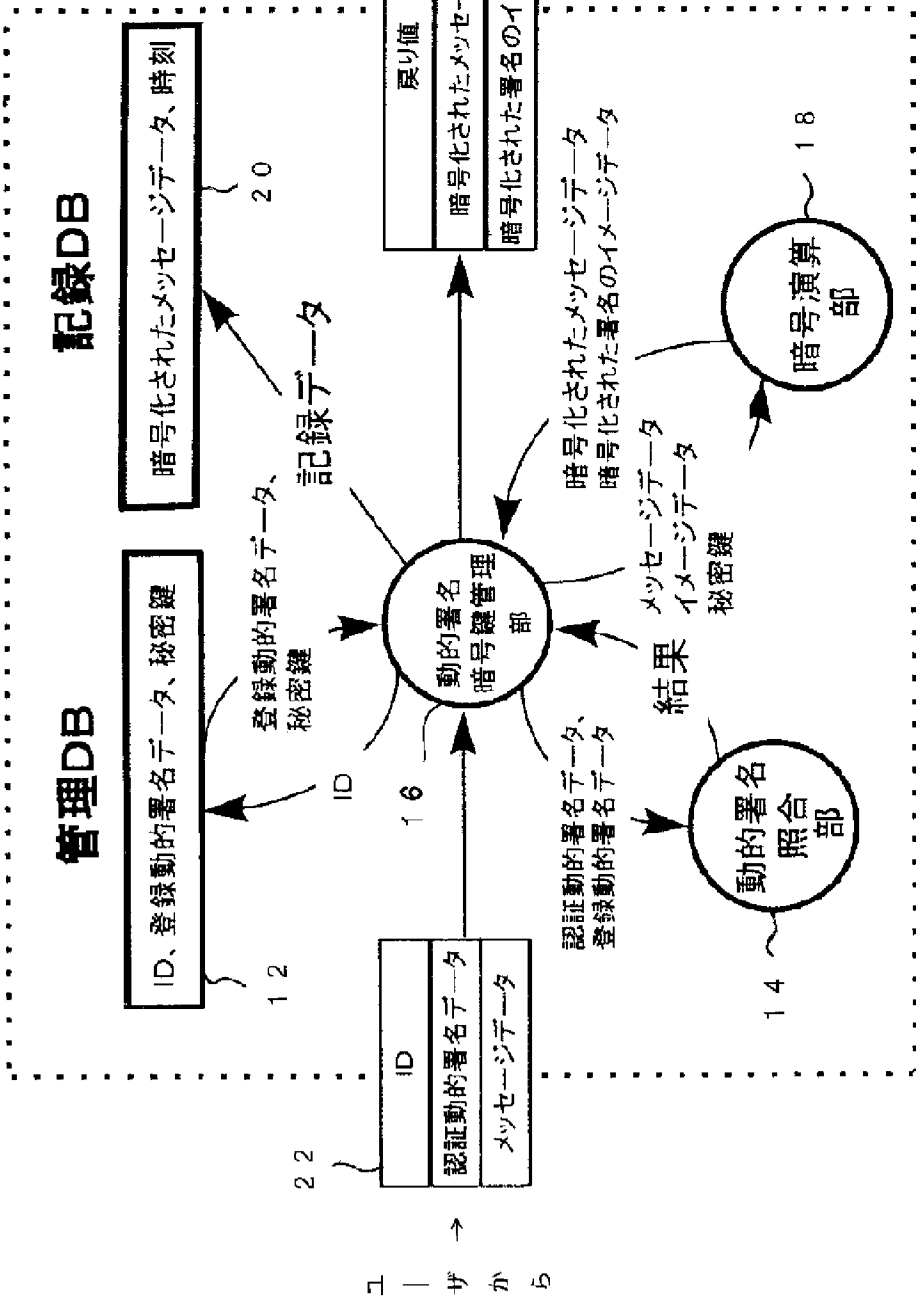 管理DB
記録DB
ID、登録動的署名データ、秘密鍵
12
暗号化されたメッセージデータ、時刻
20
登録動的署名データ、
秘密鍵
ID
記録データ
22
ID
認証動的署名データ
メッセージデータ
ユーザから
→
16
動的署名
暗号鍵管理
部
戻り値
暗号化されたメッセー
暗号化された署名のイ
認証動的署名データ、
登録動的署名データ
結果
メッセージデータ
イメージデータ
秘密鍵
暗号化されたメッセージデータ
暗号化された署名のイメージデータ
動的署名
照合
部
14
暗号演算
部
18